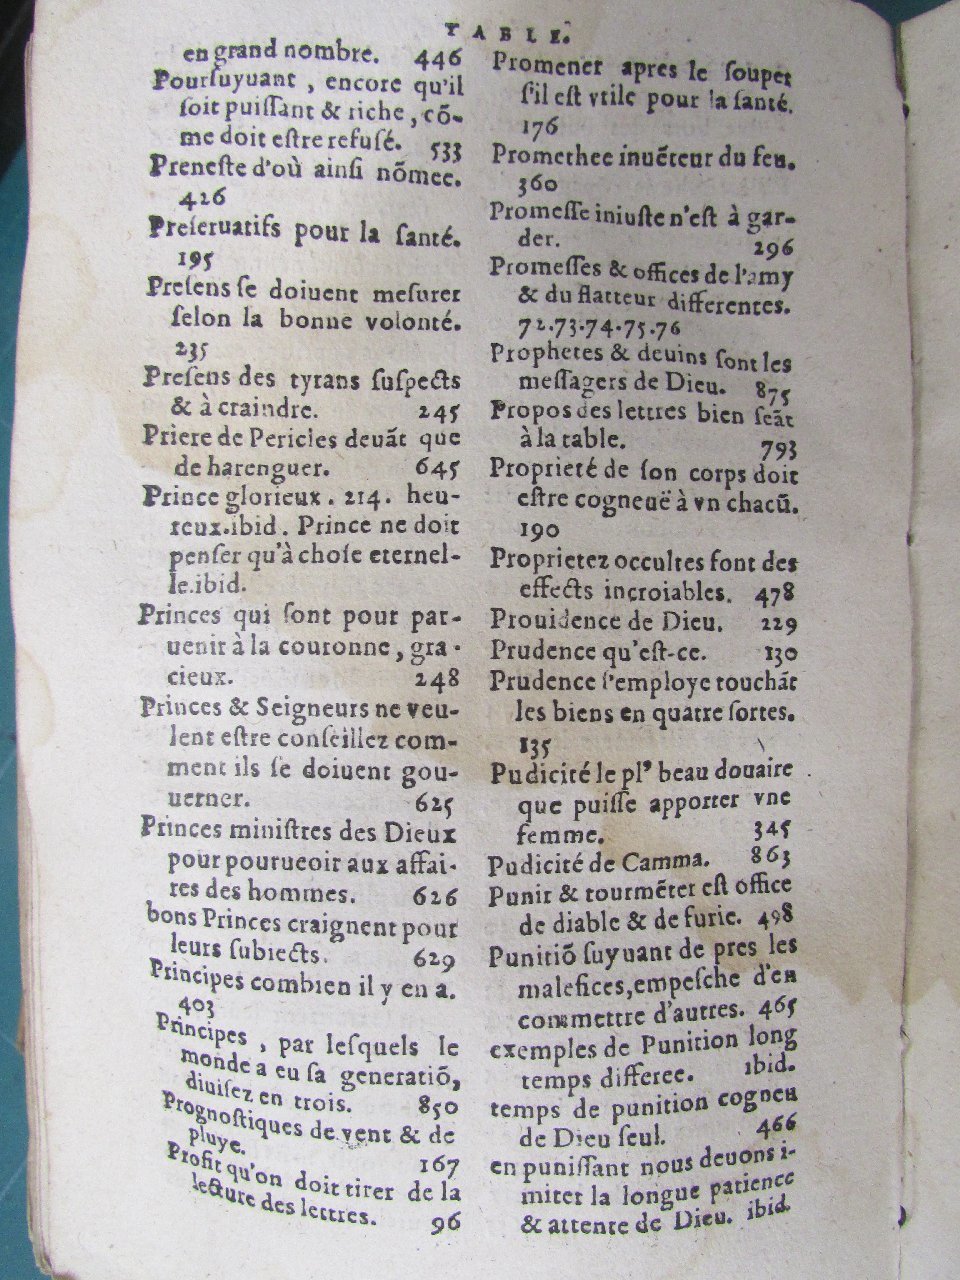 TABLE.
en grand nombre. 446
Poursuyuant, encore qu'il
soit puissant & riche, cõ-
me doit estre refusé. 533
Preneste d'où ainsi nõmee.
426
Preseruatifs pour la santé.
195
Presens se doiuent mesurer
selon la bonne volonté.
235
Presens des tyrans suspects
& à craindre. 245
Priere de Pericles deuãt que
de harenguer. 645
Prince glorieux. 214. heu-
reux.ibid. Prince ne doit
penser qu'à chose eternel-
le.ibid.
Princes qui sont pour par-
uenir à la couronne, gra-
cieux. 248
Princes & Seigneurs ne veu-
lent estre conseillez com-
ment ils se doiuent gou-
uerner. 625
Princes ministres des Dieux
pour pourueoir aux affai-
res des hommes. 626
bons Princes craignent pour
leurs subiects. 629
Principes combien il y en a.
403
Principes, par lesquels le
monde a eu sa generatiõ,
diuisez en trois. 850
Prognostiques de vent & de
pluye. 167
Profit qu'on doit tirer de la
lecture des lettres. 96
Promener apres le souper
s'il est vtile pour la santé.
176
Promethee inuẽteur du feu.
360
Promesse iniuste n'est à gar-
der. 296
Promesses & offices de l'amy
& du flatteur differentes.
72.73.74.75.76
Prophetes & deuins sont les
messagers de Dieu. 875
Propos des lettres bien seãt
à la table. 793
Proprieté de son corps doit
estre cogneuë à vn chacũ.
190
Proprietez occultes font des
effects incroiables. 478
Prouidence de Dieu. 229
Prudence qu'est-ce. 130
Prudence s'employe touchãt
les biens en quatre sortes.
135
Pudicité le pl' beau douaire
que puisse apporter vne
femme. 345
Pudicité de Camma. 863
Punir & tourmẽter est office
de diable & de furie. 498
Punitiõ suyuant de pres les
malefices,empesche d'en
commettre d'autres. 465
exemples de Punition long
temps differee. ibid.
temps de punition cogneu
de Dieu seul. 466
en punissant nous deuons i-
miter la longue patience
& attente de Dieu. ibid.